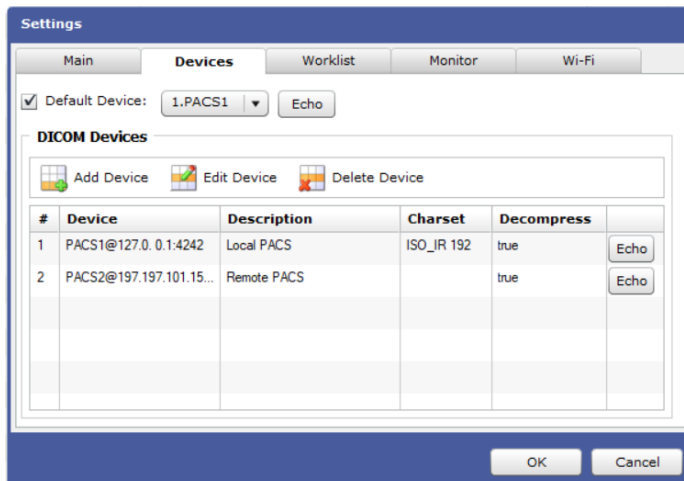 Settings
Main Devices Worklist Monitor Wi-Fi
Default Device: 1.PACS1 Echo
DICOM Devices
Add Device Edit Device Delete Device
# Device Description Charset Decompress
1 PACS1@127.0. 0.1:4242 Local PACS ISO_IR 192 true Echo
2 PACS2@197.197.101.15... Remote PACS true Echo
OK Cancel